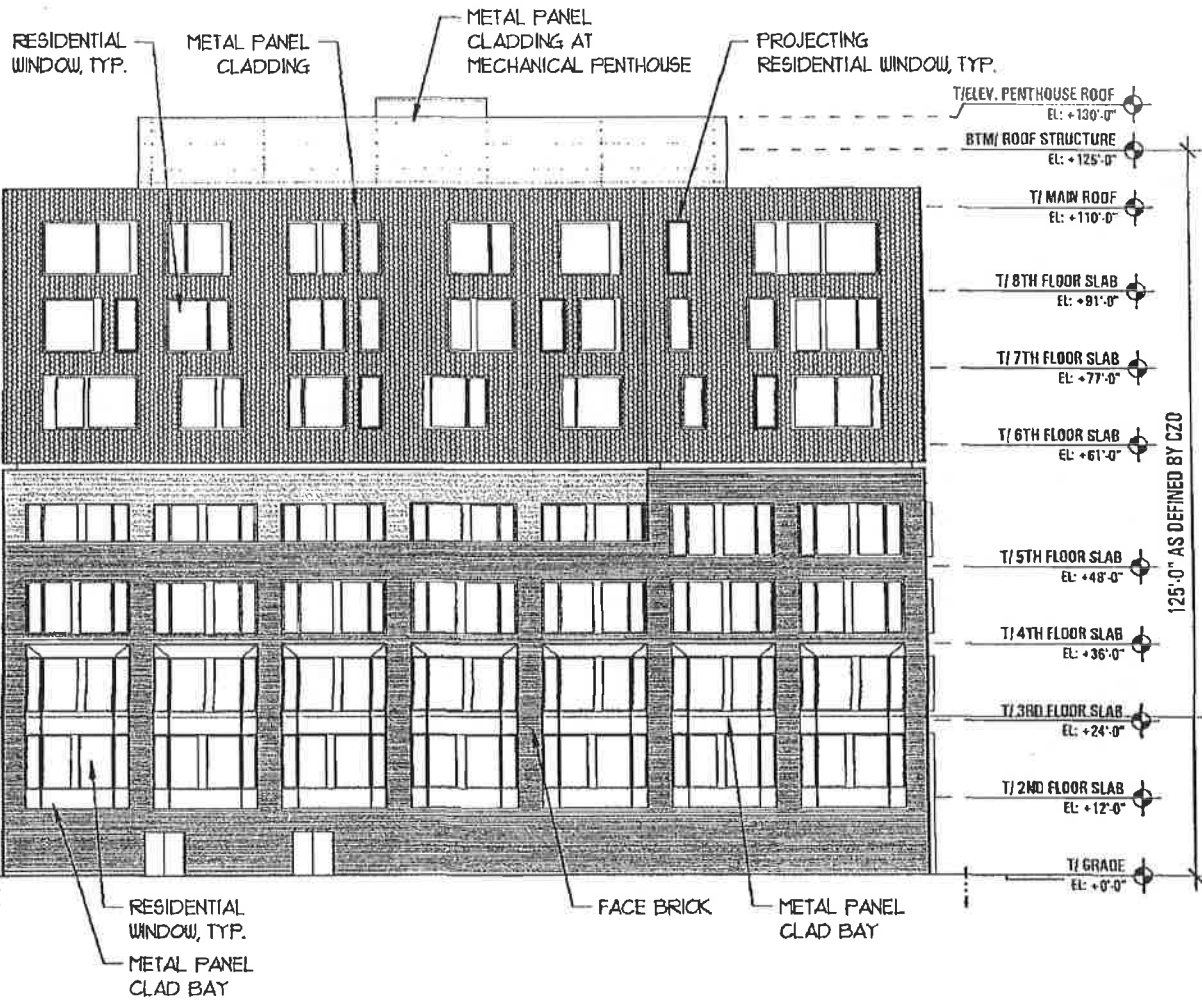 RESIDENTIAL
WINDOW, TYP.
METAL PANEL
CLADDING
METAL PANEL
CLADDING AT
MECHANICAL PENTHOUSE
PROJECTING
RESIDENTIAL WINDOW, TYP.
T/ELEV. PENTHOUSE ROOF
EL: +130'-0"
BTM/ ROOF STRUCTURE
EL: +125'-0"
T/ MAIN ROOF
EL: +110'-0"
T/ 8TH FLOOR SLAB
EL: +91'-0"
T/ 7TH FLOOR SLAB
EL: +77'-0"
T/ 6TH FLOOR SLAB
EL: +61'-0"
T/ 5TH FLOOR SLAB
EL: +48'-0"
T/ 4TH FLOOR SLAB
EL: +36'-0"
T/ 3RD FLOOR SLAB
EL: +24'-0"
T/ 2ND FLOOR SLAB
EL: +12'-0"
T/ GRADE
EL: +0'-0"
125'-0" AS DEFINED BY CZO
RESIDENTIAL
WINDOW, TYP.
METAL PANEL
CLAD BAY
FACE BRICK
METAL PANEL
CLAD BAY